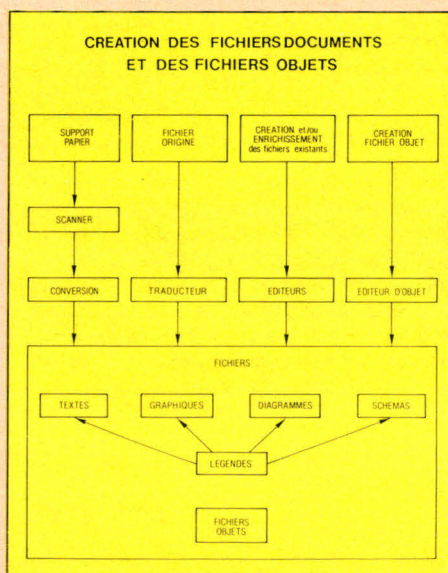 CREATION DES FICHIERS DOCUMENTS
ET DES FICHIERS OBJETS
SUPPORT
PAPIER
FICHIER
ORIGINE
CREATION et/ou
ENRICHISSEMENT
des fichiers existants
CREATION
FICHIER OBJET
SCANNER
CONVERSION
TRADUCTEUR
EDITEURS
EDITEUR D'OBJET
FICHIERS
TEXTES
GRAPHIQUES
DIAGRAMMES
SCHEMAS
LEGENDES
FICHIERS
OBJETS